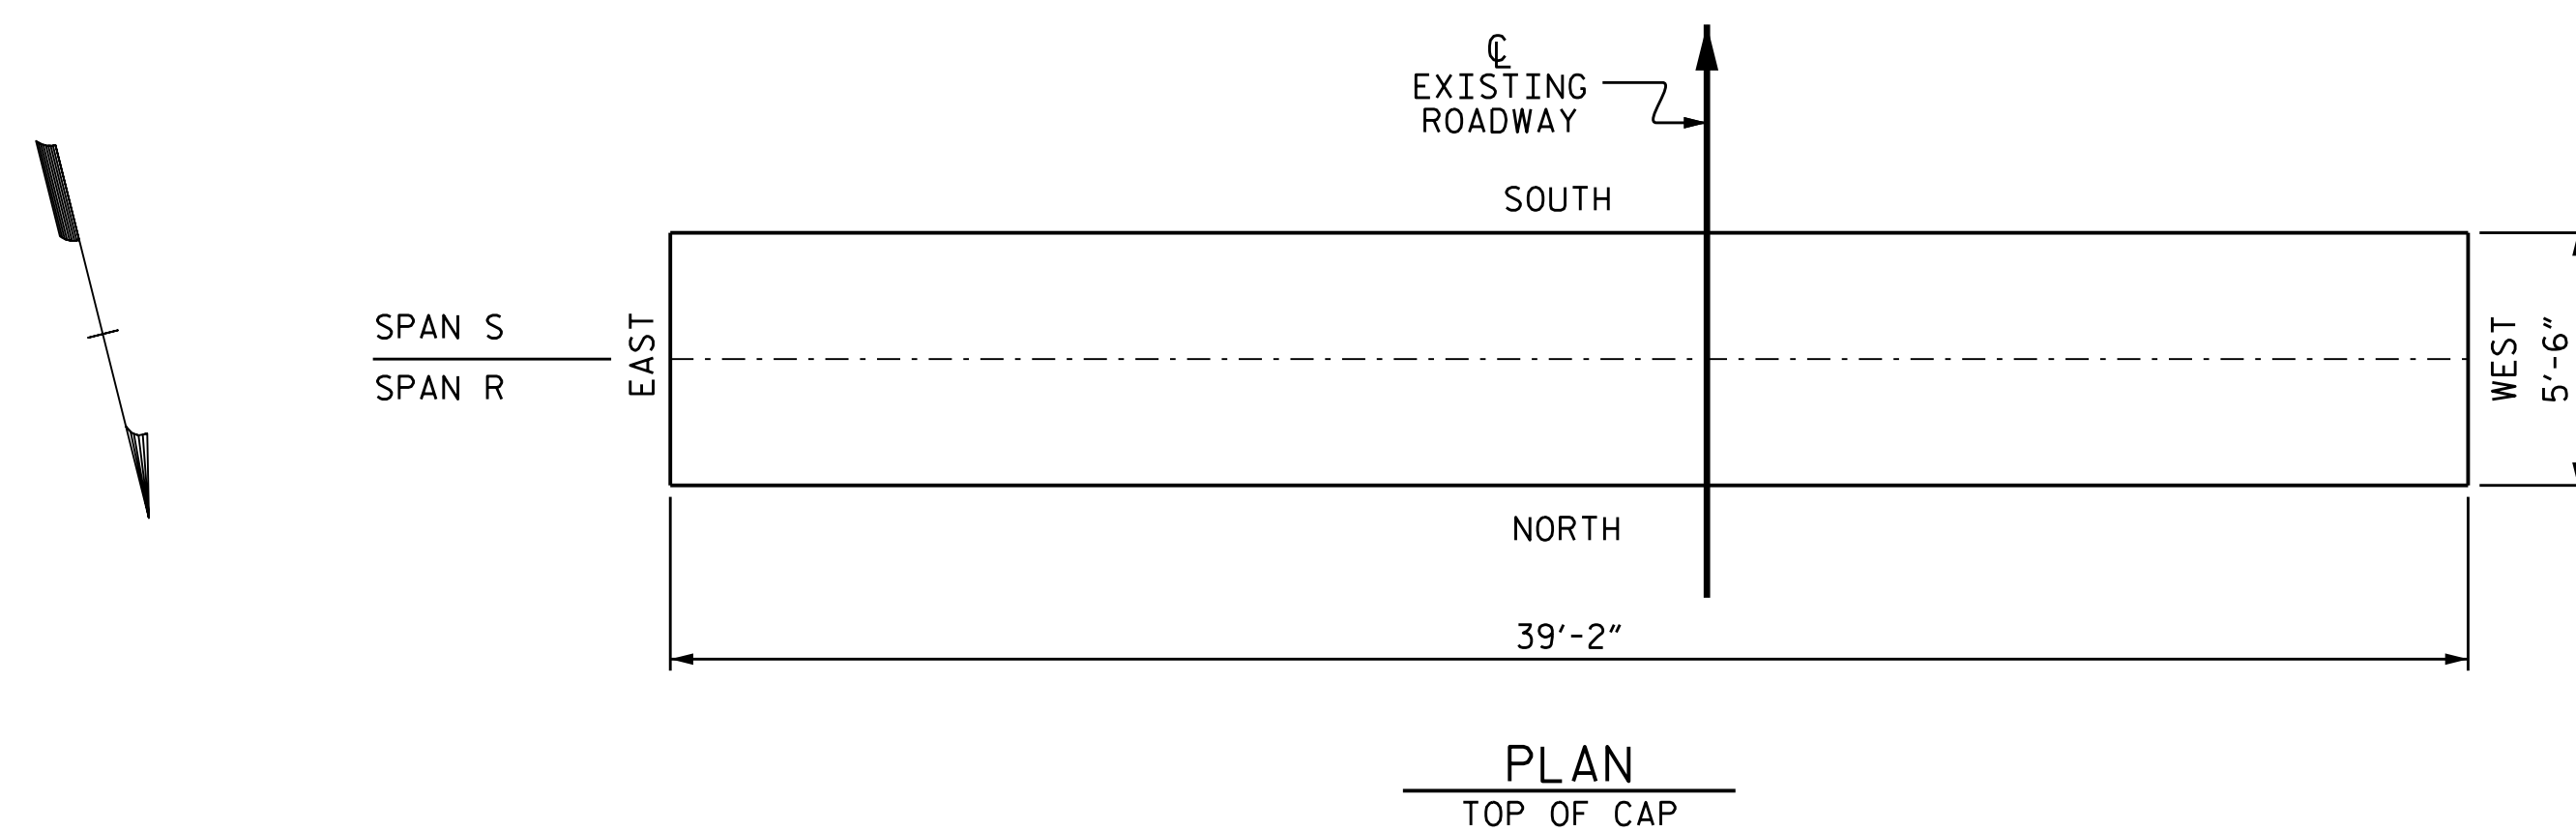 ℄
EXISTING
ROADWAY
SOUTH
SPAN S
SPAN R
EAST
WEST
5'-6"
NORTH
39'-2"
PLAN
TOP OF CAP